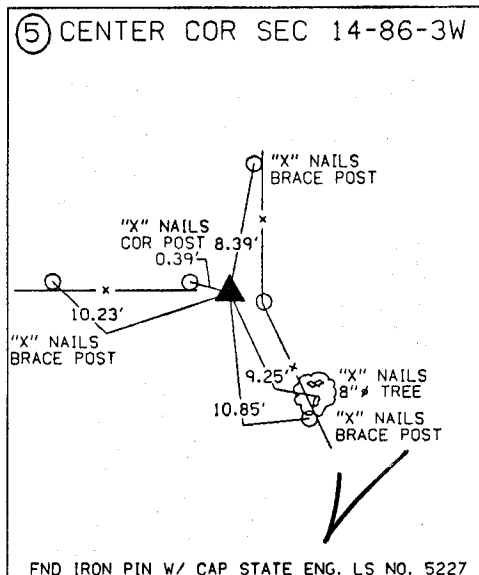 5 CENTER COR SEC 14-86-3W
"X" NAILS
BRACE POST
"X" NAILS
COR POST
0.39'
8.39'
10.23'
"X" NAILS
BRACE POST
9.25'
"X" NAILS
8"⌀ TREE
10.85'
"X" NAILS
BRACE POST
FND IRON PIN W/ CAP STATE ENG. LS NO. 5227